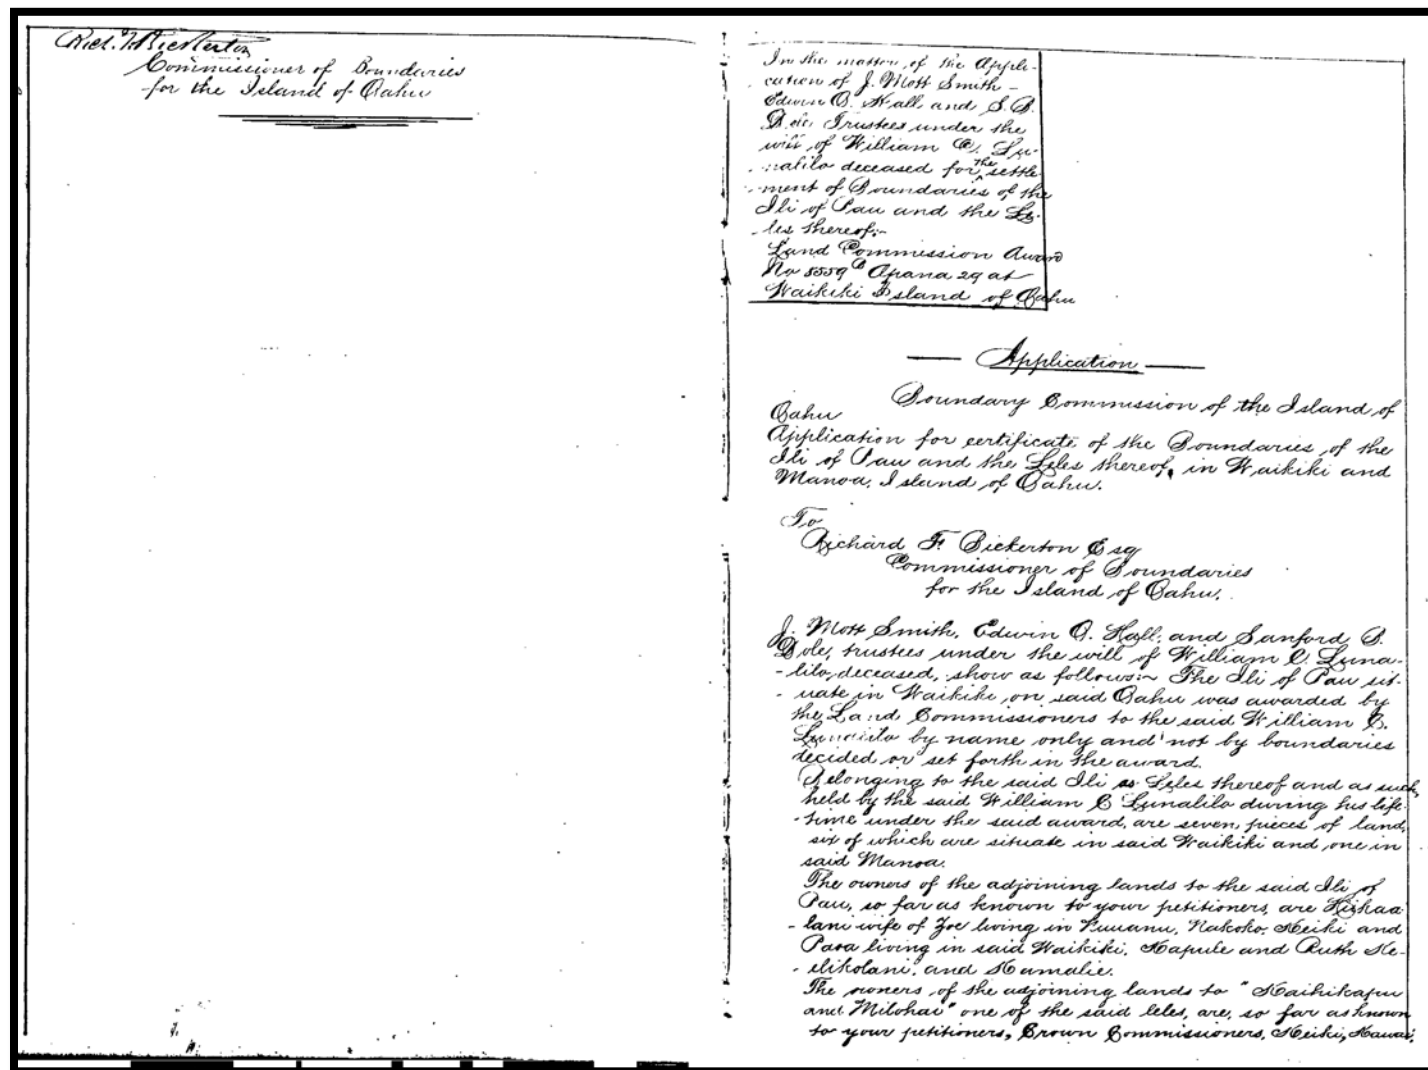 Rich. F. Bickerton
Commissioner of Boundaries
for the Island of Oahu
In the matter of the Appli-
cation of J. Mott Smith -
Edwin O. Hall and S. B.
Dole Trustees under the
will of William C. Lu-
-nalilo deceased for the settle-
-ment of Boundaries of the
Ili of Pau and the Le-
-les thereof:-
Land Commission Award
No 8559 B Apana 29 at
Waikiki Island of Oahu
Application
Boundary Commission of the Island of
Oahu
Application for certificate of the Boundaries of the
Ili of Pau and the Leles thereof, in Waikiki and
Manoa, Island of Oahu.
To
Richard F. Bickerton Esq
Commissioner of Boundaries
for the Island of Oahu.
J. Mott Smith, Edwin O. Hall, and Sanford B.
Dole, trustees under the will of William C. Luna-
-lilo, deceased, show as follows:- The Ili of Pau sit-
-uate in Waikiki on said Oahu was awarded by
the Land Commissioners to the said William C.
Lunalilo by name only and not by boundaries
decided or set forth in the award.
Belonging to the said Ili as Leles thereof and as such,
held by the said William C Lunalilo during his life-
-time under the said award, are seven pieces of land,
six of which are situate in said Waikiki and one in
said Manoa.
The owners of the adjoining lands to the said Ili of
Pau, so far as known to your petitioners, are
-lani wife of Zoe living in Nuuanu, Nakoko, Keiki and
Paoa living in said Waikiki, Kapule and Ruth Ke-
-elikolani, and Kamalie.
The owners of the adjoining lands to "Kaihikapu
and Milohai" one of the said leles, are, so far as known
to your petitioners, Crown Commissioners, Keiki,